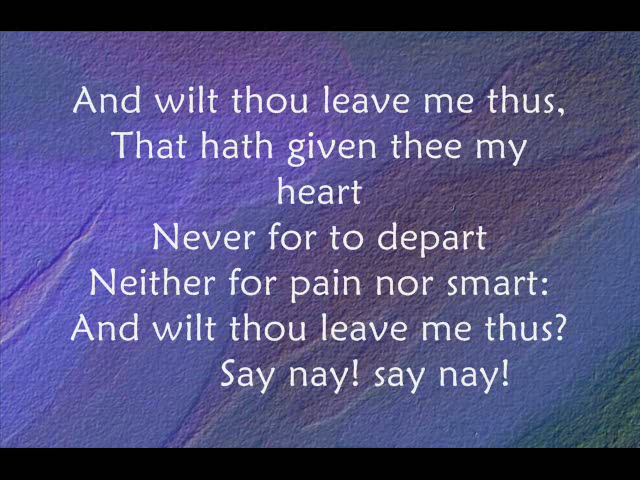 And wilt thou leave me thus,
That hath given thee my
heart
Never for to depart
Neither for pain nor smart:
And wilt thou leave me thus?
Say nay! say nay!